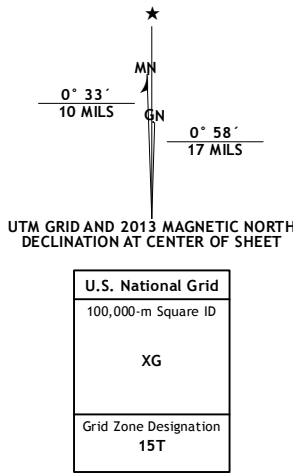 MN
0° 33´
10 MILS
GN
0° 58´
17 MILS
UTM GRID AND 2013 MAGNETIC NORTH
DECLINATION AT CENTER OF SHEET
U.S. National Grid
100,000-m Square ID
XG
Grid Zone Designation
15T